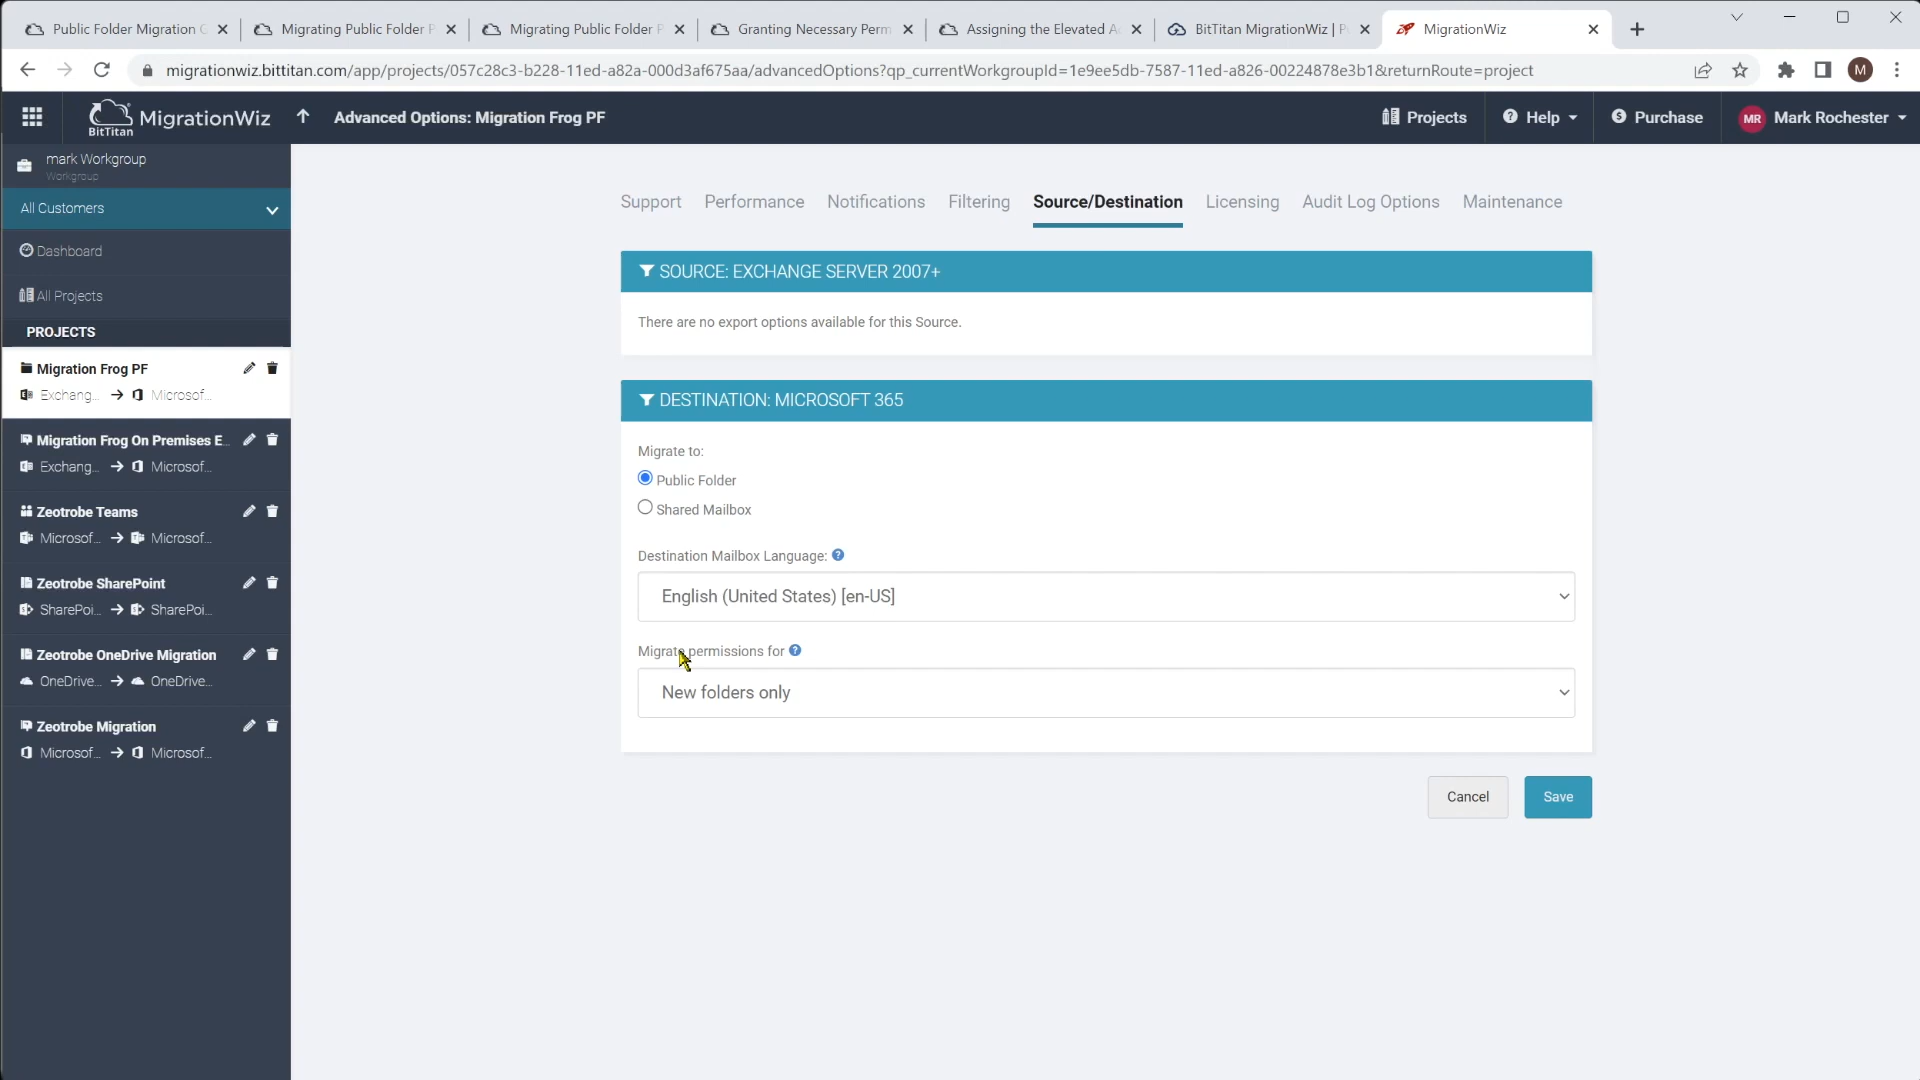 Public Folder Migration
Migrating Public Folder P
Migrating Public Folder P
Granting Necessary Perm
Assigning the Elevated A
BitTitan MigrationWiz | P
MigrationWiz
migrationwiz.bittitan.com/app/projects/057c28c3-b228-11ed-a82a-000d3af675aa/advancedOptions?qp_currentWorkgroupId=1e9ee5db-7587-11ed-a826-00224878e3b1&returnRoute=project
M
BitTitan MigrationWiz
Advanced Options: Migration Frog PF
Projects
Help
Purchase
MR Mark Rochester
mark Workgroup
Workgroup
All Customers
Dashboard
All Projects
PROJECTS
Migration Frog PF
Exchang... → Microsof...
Migration Frog On Premises E...
Exchang... → Microsof...
Zeotrobe Teams
Microsof... → Microsof...
Zeotrobe SharePoint
SharePoi... → SharePoi...
Zeotrobe OneDrive Migration
OneDrive... → OneDrive...
Zeotrobe Migration
Microsof... → Microsof...
Support Performance Notifications Filtering Source/Destination Licensing Audit Log Options Maintenance
SOURCE: EXCHANGE SERVER 2007+
There are no export options available for this Source.
DESTINATION: MICROSOFT 365
Migrate to:
Public Folder
Shared Mailbox
Destination Mailbox Language:
English (United States) [en-US]
Migrate permissions for
New folders only
Cancel
Save